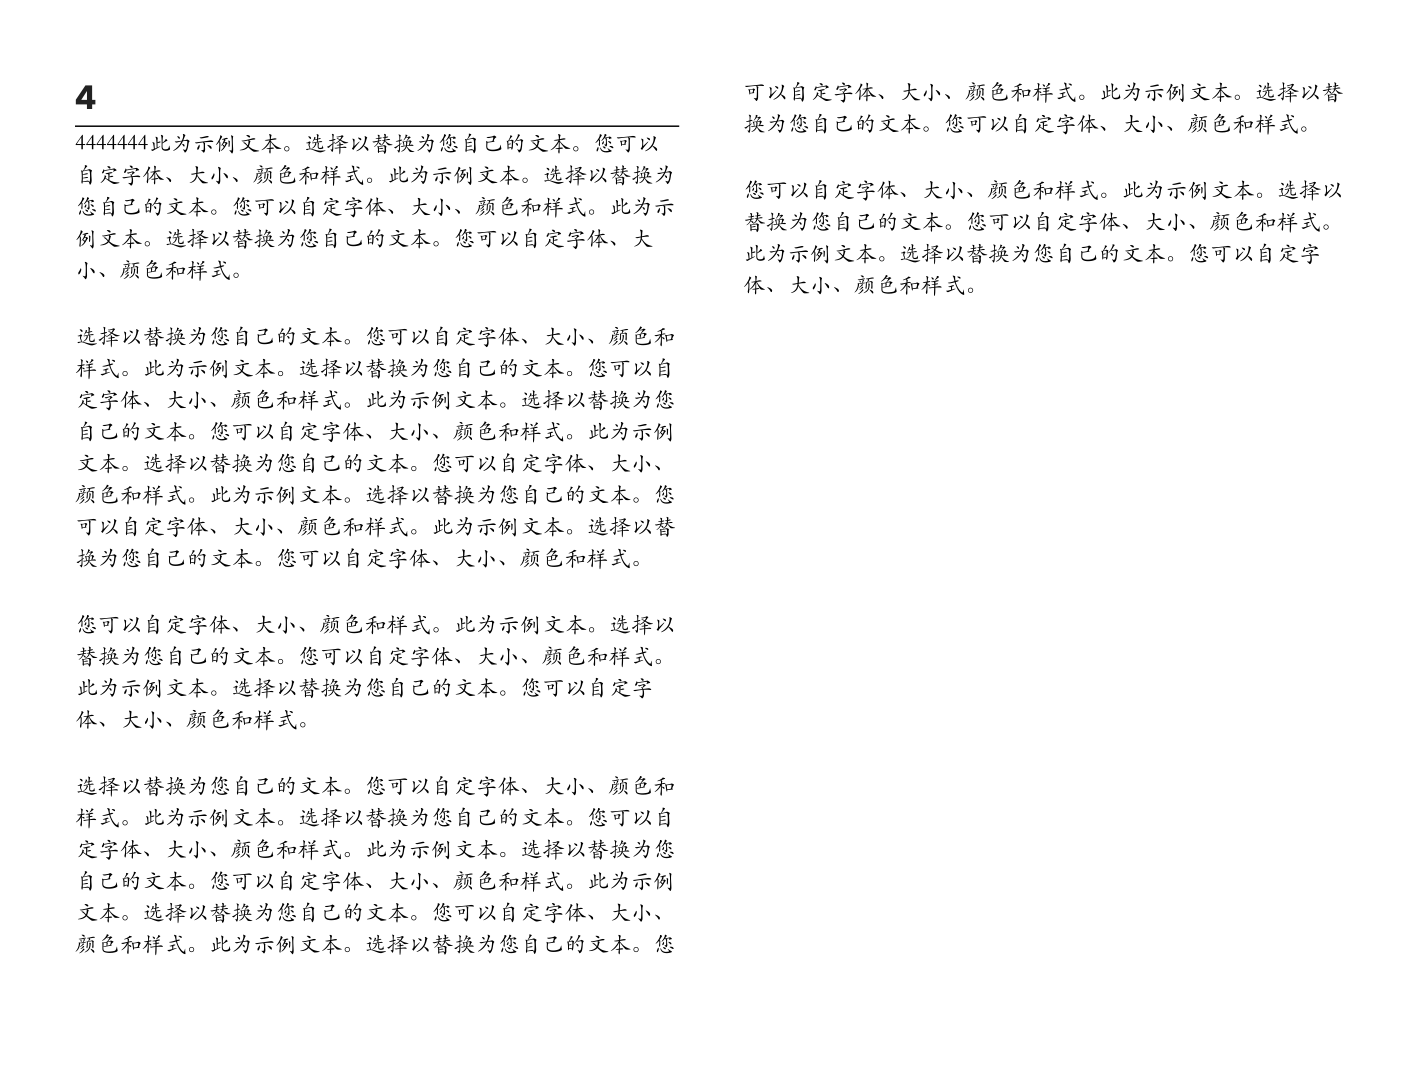 4
4444444此为示例文本。选择以替换为您自己的文本。您可以
自定字体、大小、颜色和样式。此为示例文本。选择以替换为
您自己的文本。您可以自定字体、大小、颜色和样式。此为示
例文本。选择以替换为您自己的文本。您可以自定字体、大
小、颜色和样式。
选择以替换为您自己的文本。您可以自定字体、大小、颜色和
样式。此为示例文本。选择以替换为您自己的文本。您可以自
定字体、大小、颜色和样式。此为示例文本。选择以替换为您
自己的文本。您可以自定字体、大小、颜色和样式。此为示例
文本。选择以替换为您自己的文本。您可以自定字体、大小、
颜色和样式。此为示例文本。选择以替换为您自己的文本。您
可以自定字体、大小、颜色和样式。此为示例文本。选择以替
换为您自己的文本。您可以自定字体、大小、颜色和样式。
您可以自定字体、大小、颜色和样式。此为示例文本。选择以
替换为您自己的文本。您可以自定字体、大小、颜色和样式。
此为示例文本。选择以替换为您自己的文本。您可以自定字
体、大小、颜色和样式。
选择以替换为您自己的文本。您可以自定字体、大小、颜色和
样式。此为示例文本。选择以替换为您自己的文本。您可以自
定字体、大小、颜色和样式。此为示例文本。选择以替换为您
自己的文本。您可以自定字体、大小、颜色和样式。此为示例
文本。选择以替换为您自己的文本。您可以自定字体、大小、
颜色和样式。此为示例文本。选择以替换为您自己的文本。您
可以自定字体、大小、颜色和样式。此为示例文本。选择以替
换为您自己的文本。您可以自定字体、大小、颜色和样式。
您可以自定字体、大小、颜色和样式。此为示例文本。选择以
替换为您自己的文本。您可以自定字体、大小、颜色和样式。
此为示例文本。选择以替换为您自己的文本。您可以自定字
体、大小、颜色和样式。